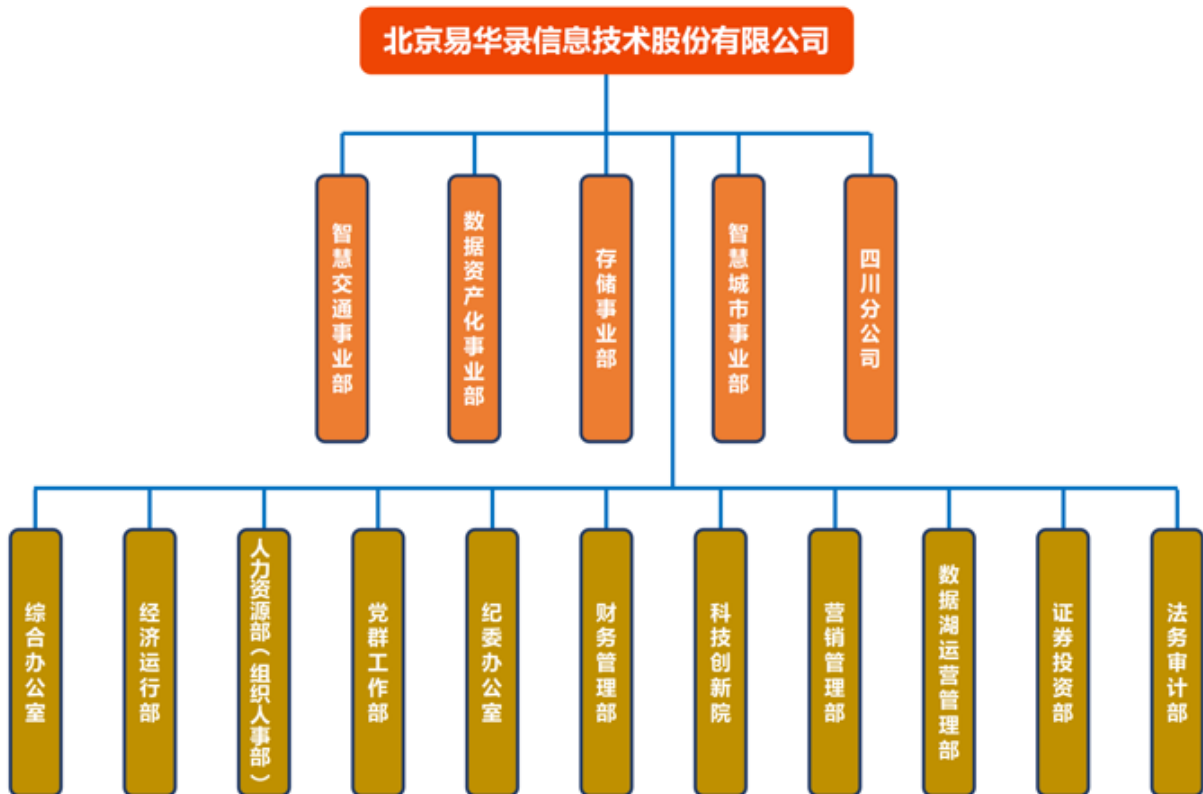 北京易华录信息技术股份有限公司
智慧交通事业部
数据资产化事业部
存储事业部
智慧城市事业部
四川分公司
综合办公室
经济运行部
人力资源部（组织人事部）
党群工作部
纪委办公室
财务管理部
科技创新院
营销管理部
数据湖运营管理部
证券投资部
法务审计部